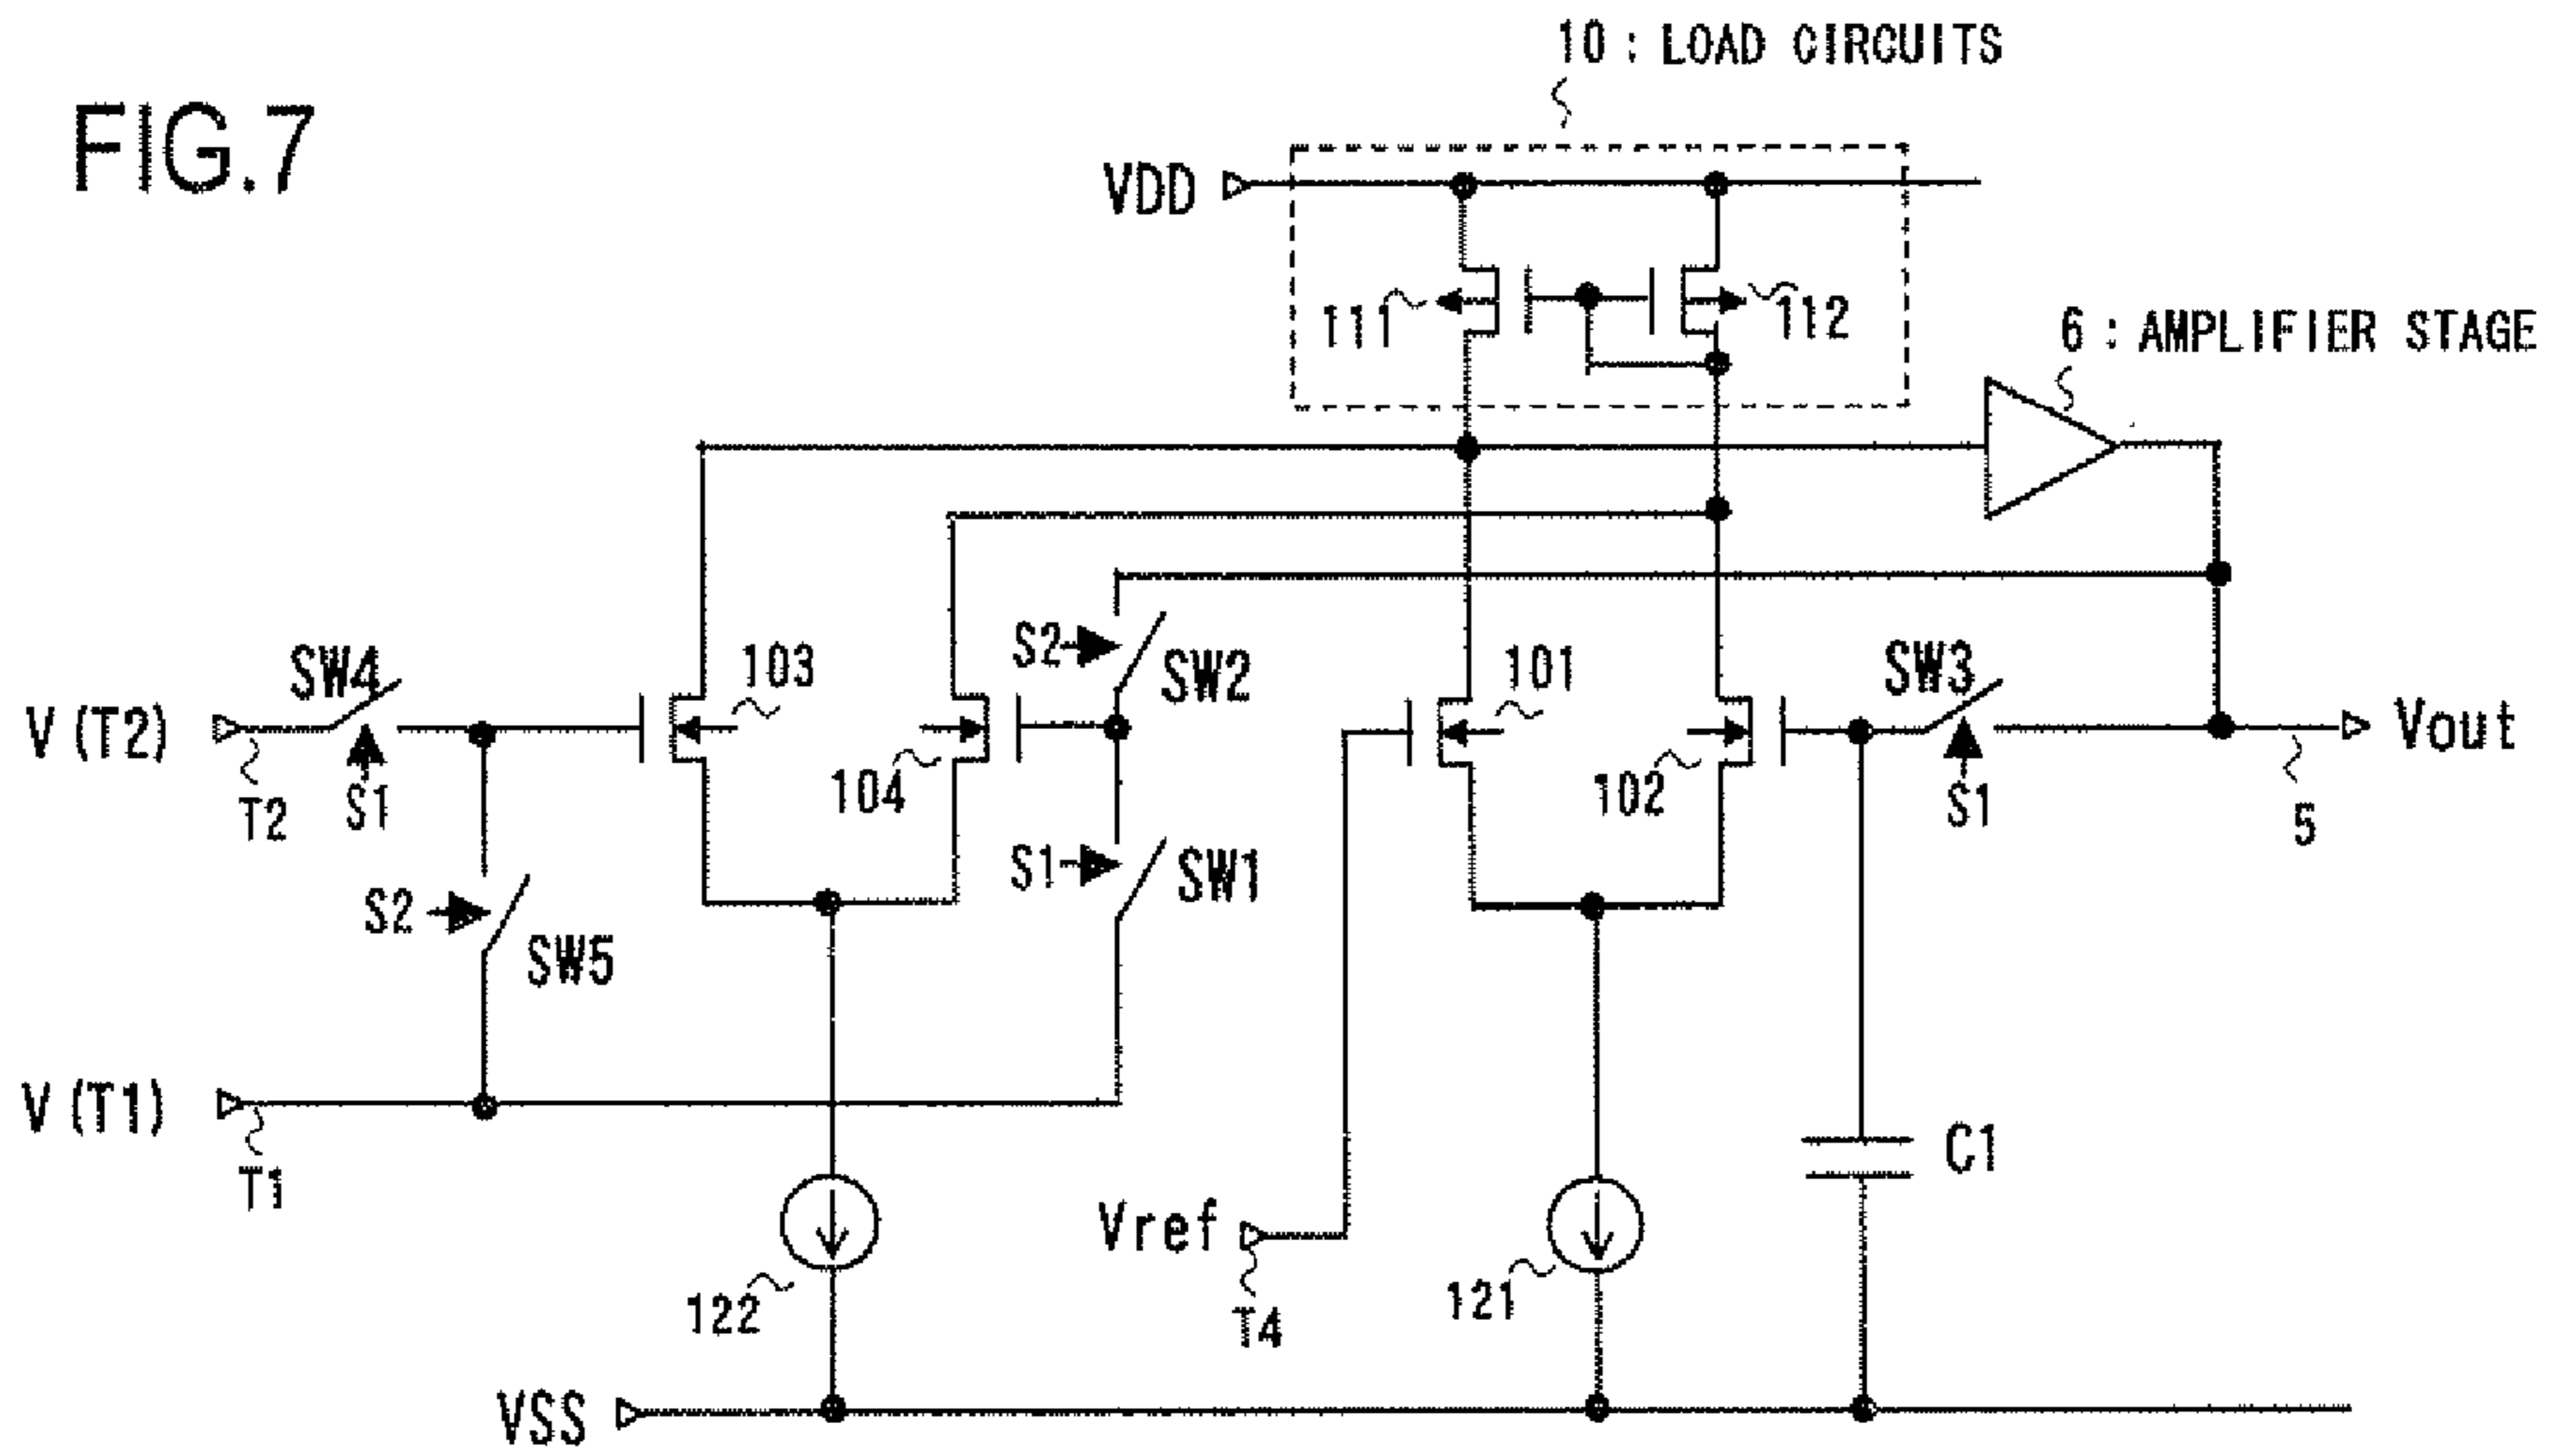 10 : LOAD CIRCUITS
FIG.7
VDD
111
112
6 : AMPLIFIER STAGE
S2
SW2
SW4
103
101
SW3
V (T2)
Vout
104
102
T2
S1
S1
5
S1
SW1
S2
SW5
V (T1)
C1
T1
Vref
122
121
T4
VSS